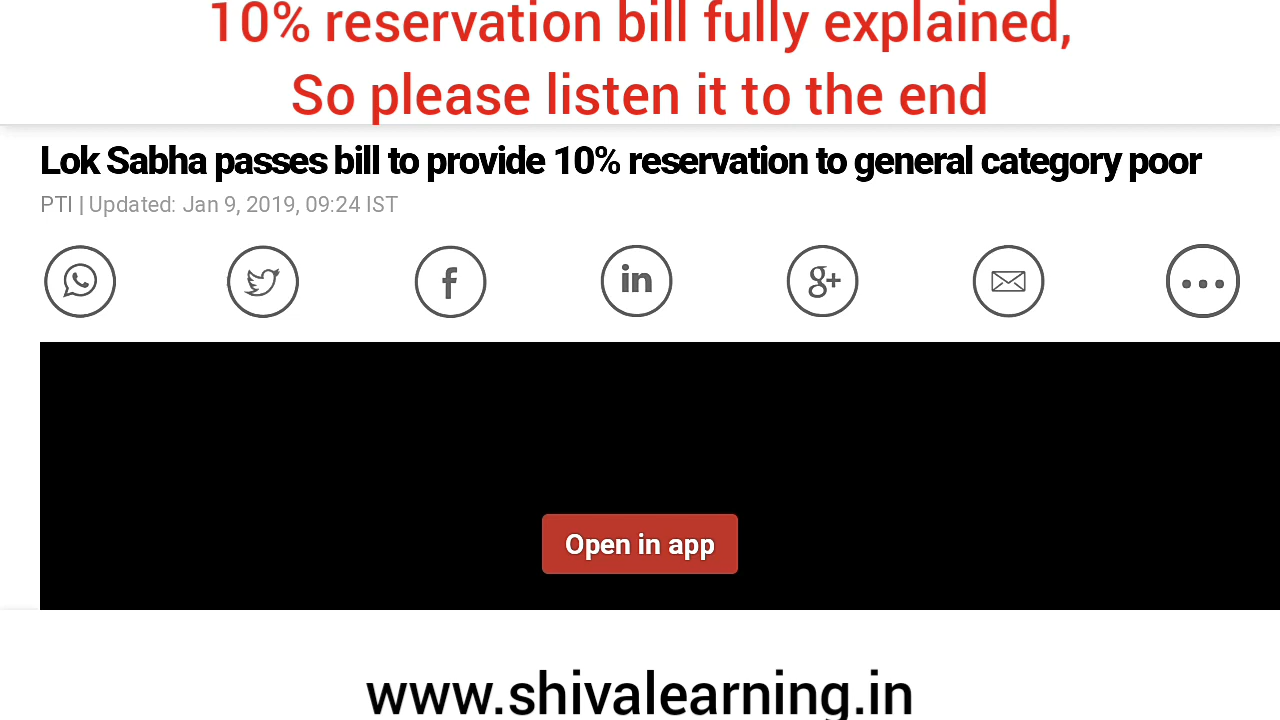 10% reservation bill fully explained,
So please listen it to the end
Lok Sabha passes bill to provide 10% reservation to general category poor
PTI | Updated: Jan 9, 2019, 09:24 IST
f
in
g+
Open in app
www.shivalearning.in